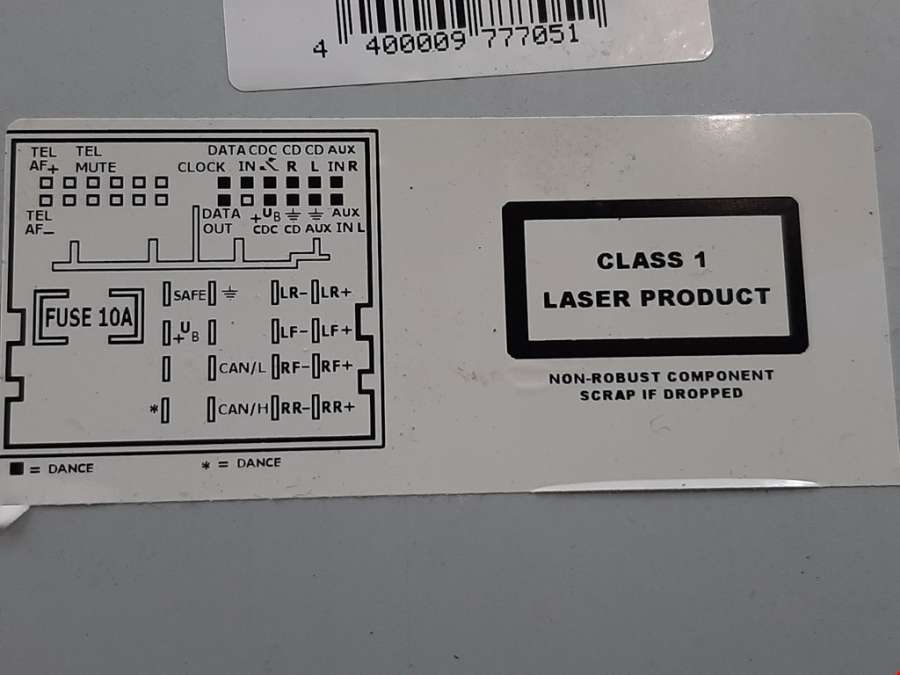 4 400009 777051
TEL TEL DATA CDC CD CD AUX
AF+ MUTE CLOCK IN R L IN R
TEL DATA +UB AUX
AF- OUT CDC CD AUX IN L
FUSE 10A
SAFE LR- LR+
+UB LF- LF+
CAN/L RF- RF+
* CAN/H RR- RR+
■ = DANCE * = DANCE
CLASS 1
LASER PRODUCT
NON-ROBUST COMPONENT
SCRAP IF DROPPED